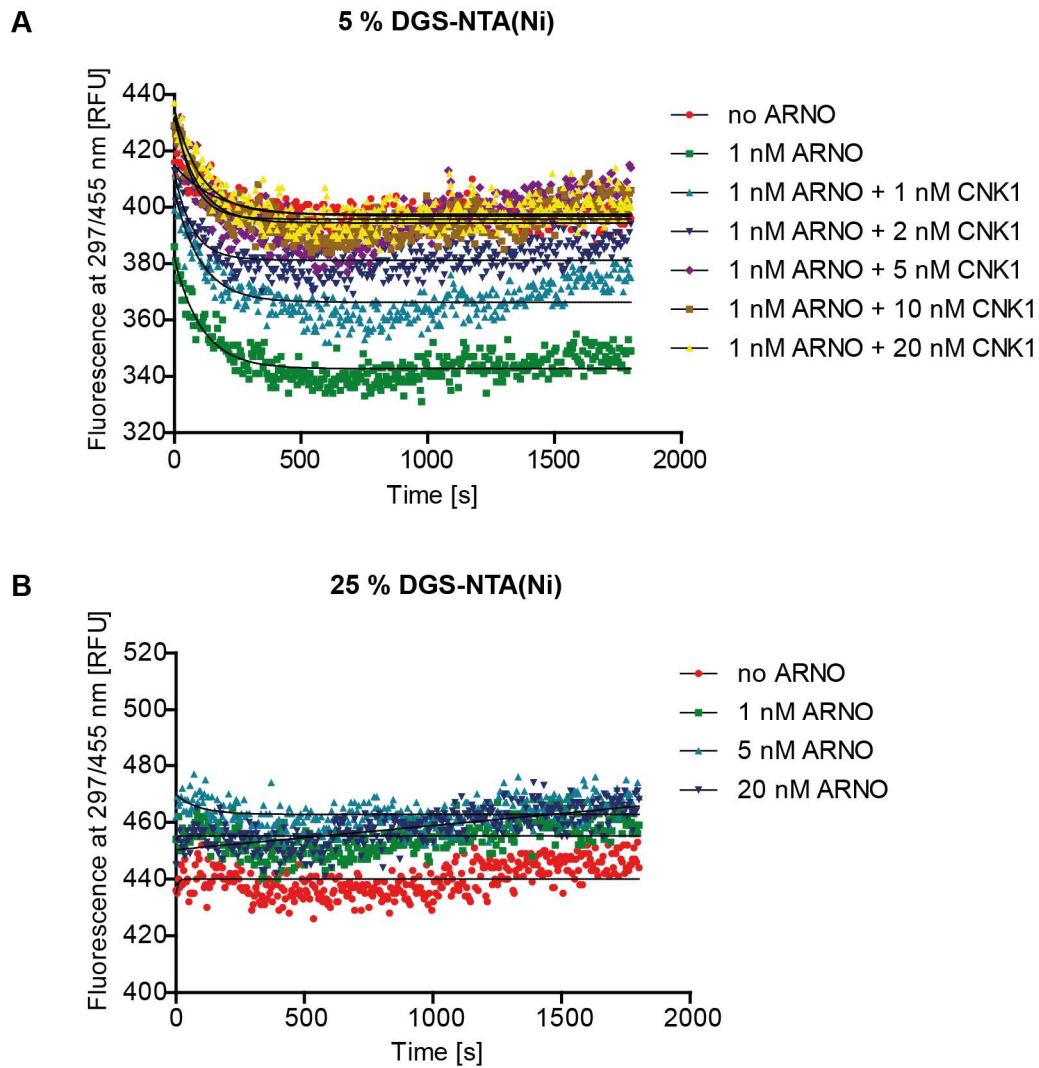 A
5 % DGS-NTA(Ni)
Fluorescence at 297/455 nm [RFU]
440
420
400
380
360
340
320
0
500
1000
1500
2000
Time [s]
no ARNO
1 nM ARNO
1 nM ARNO + 1 nM CNK1
1 nM ARNO + 2 nM CNK1
1 nM ARNO + 5 nM CNK1
1 nM ARNO + 10 nM CNK1
1 nM ARNO + 20 nM CNK1
B
25 % DGS-NTA(Ni)
Fluorescence at 297/455 nm [RFU]
520
500
480
460
440
420
400
0
500
1000
1500
2000
Time [s]
no ARNO
1 nM ARNO
5 nM ARNO
20 nM ARNO